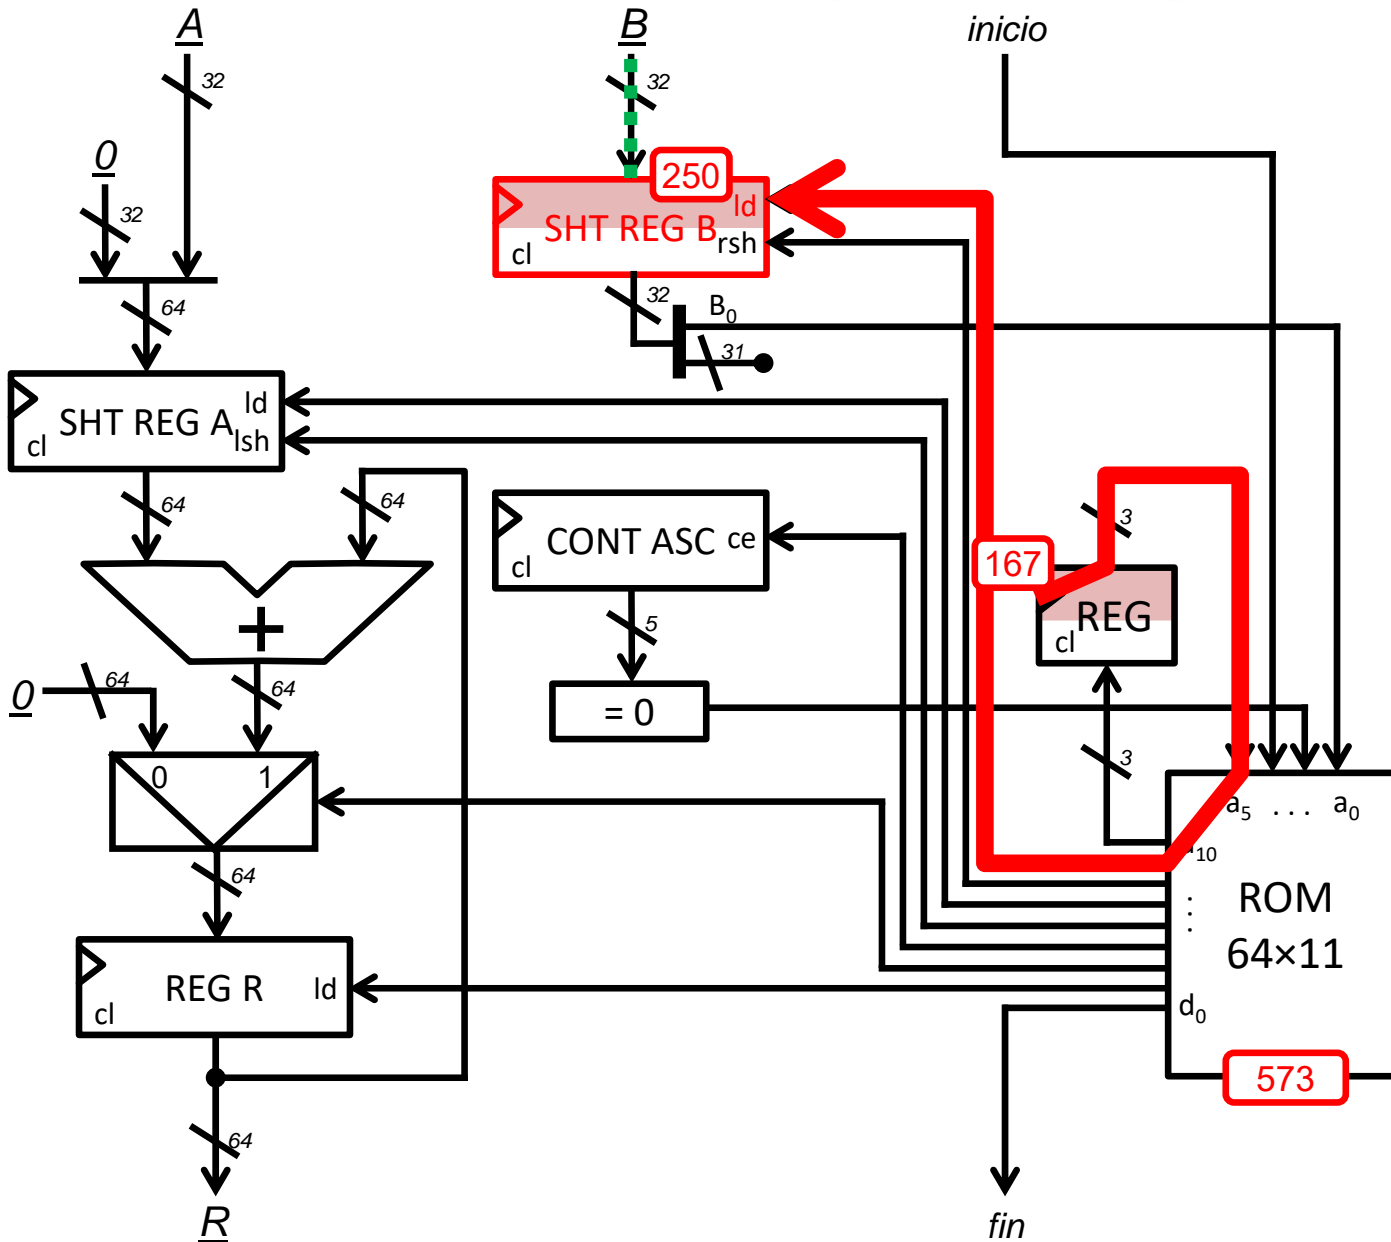 A
B
inicio
32
32
0
32
250
ld
SHT REG B
rsh
cl
64
32
B0
31
ld
SHT REG A
lsh
cl
64
64
3
CONT ASC
ce
cl
167
REG
cl
+
5
0
64
64
= 0
3
0
1
a5 ... a0
10
64
ROM
64×11
REG R
ld
cl
d0
573
64
R
fin